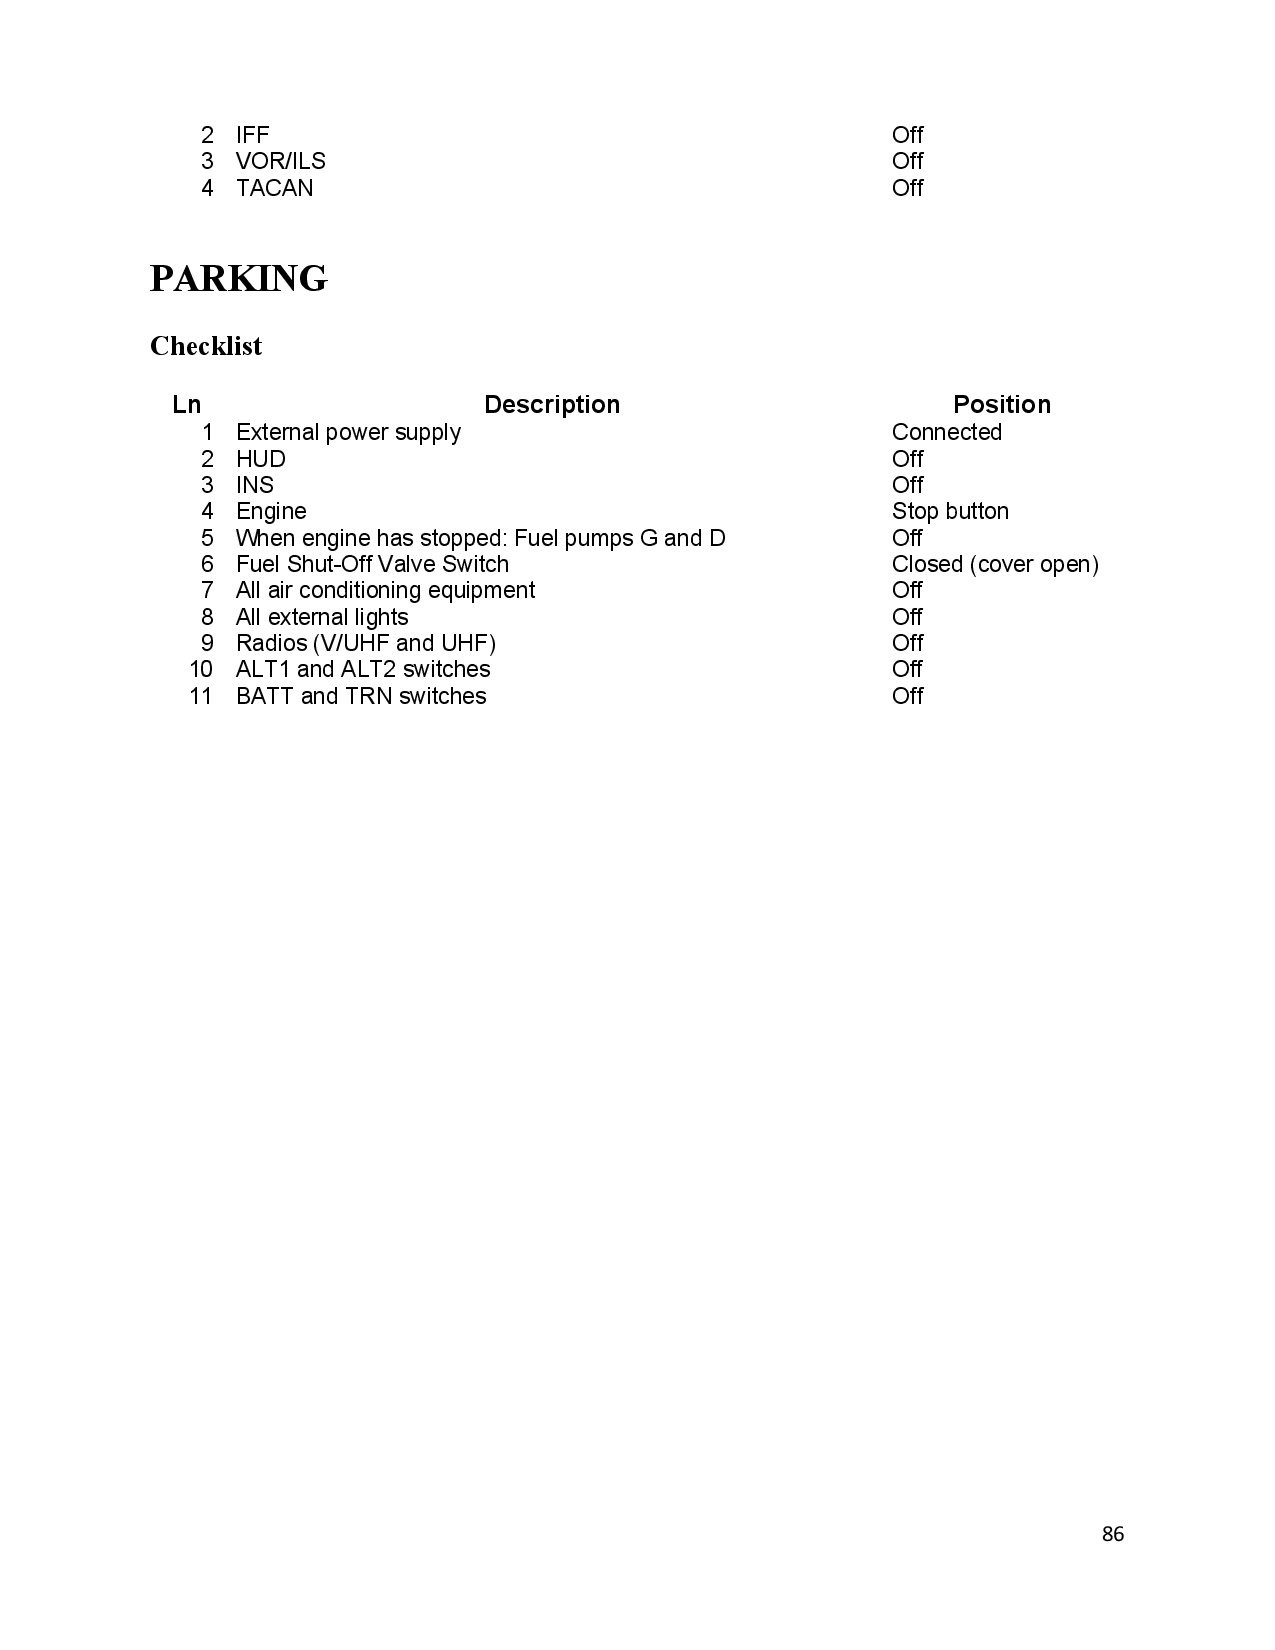 2 IFF Off
3 VOR/ILS Off
4 TACAN Off
PARKING
Checklist
Ln Description Position
1 External power supply Connected
2 HUD Off
3 INS Off
4 Engine Stop button
5 When engine has stopped: Fuel pumps G and D Off
6 Fuel Shut-Off Valve Switch Closed (cover open)
7 All air conditioning equipment Off
8 All external lights Off
9 Radios (V/UHF and UHF) Off
10 ALT1 and ALT2 switches Off
11 BATT and TRN switches Off
86